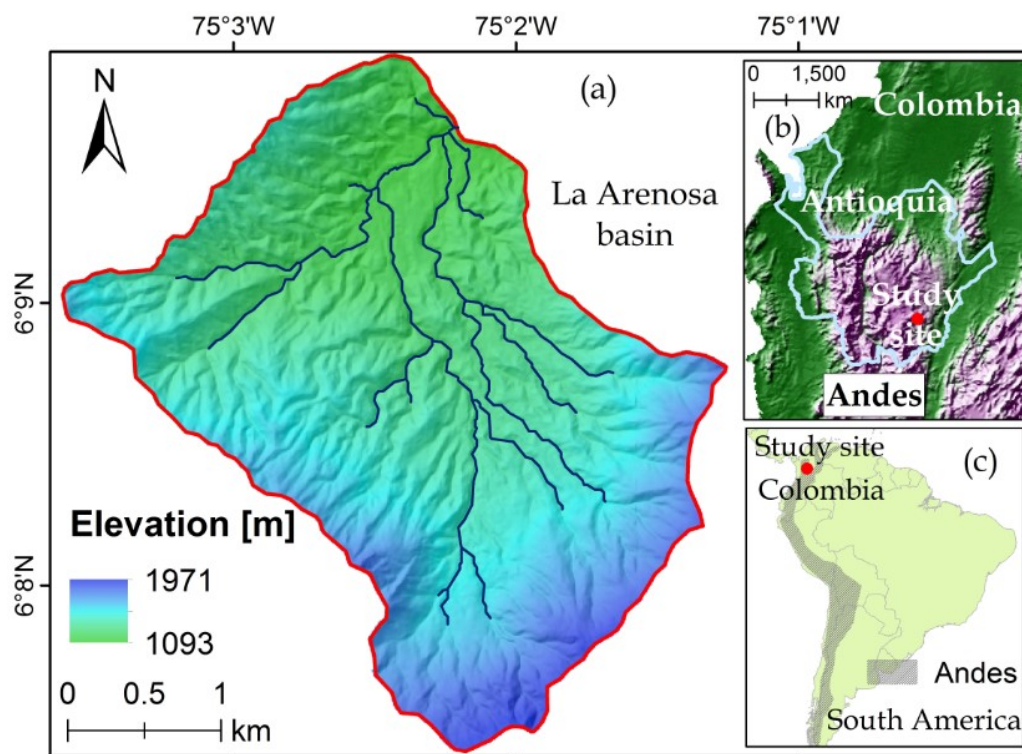 75°3'W
75°2'W
75°1'W
6°9'N
6°8'N
N
(a)
La Arenosa
basin
Elevation [m]
1971
1093
0 0.5 1
km
0 1,500
km
Colombia
(b)
Antioquia
Study
site
Andes
Study site
(c)
Colombia
Andes
South America